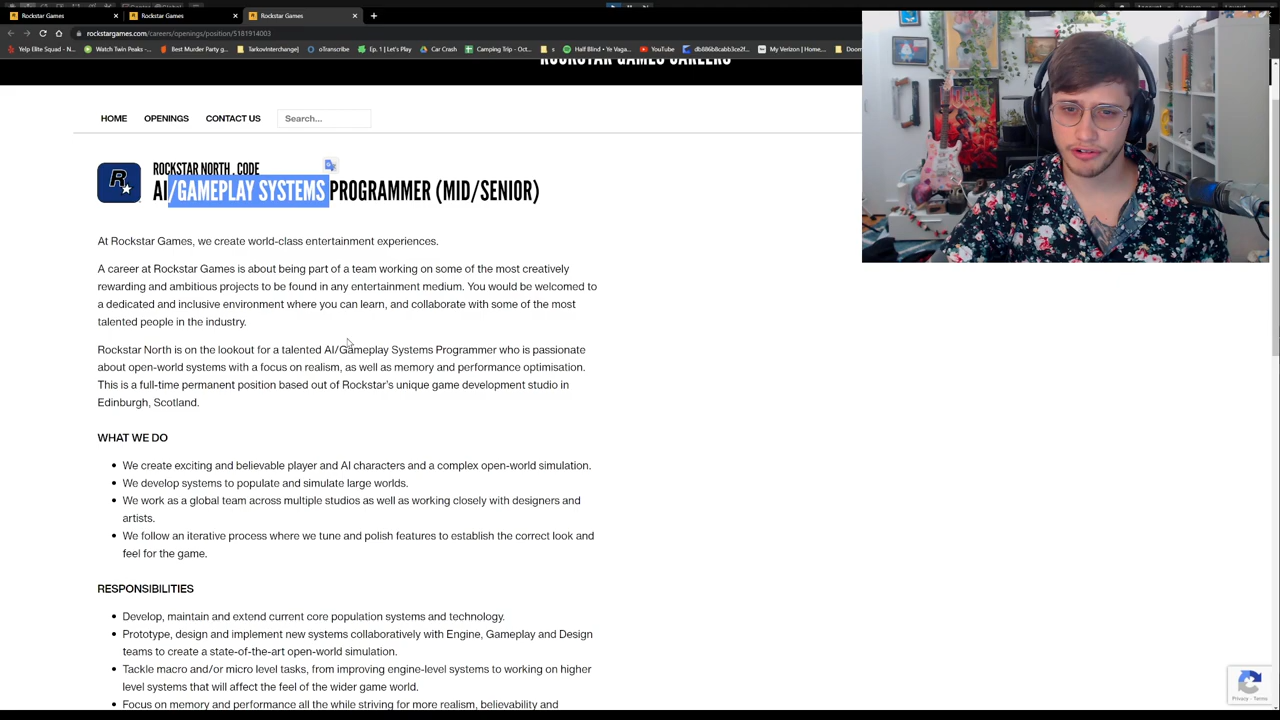 Rockstar Games
Rockstar Games
Rockstar Games
rockstargames.com/careers/openings/position/5181914003
Yelp Elite Squad - N...
Watch Twin Peaks -...
Best Murder Party g...
TarkovInterchange]
oTranscribe
Ep. 1 | Let's Play...
Car Crash
Camping Trip - Oct...
II
Half Blind • Ye Vaga...
YouTube
db886b8cabb3ce2f...
My Verizon | Home,...
Doom
ROCKSTAR GAMES CAREERS
HOME
OPENINGS
CONTACT US
Search...
ROCKSTAR NORTH . CODE
AI/GAMEPLAY SYSTEMS PROGRAMMER (MID/SENIOR)
At Rockstar Games, we create world-class entertainment experiences.
A career at Rockstar Games is about being part of a team working on some of the most creatively
rewarding and ambitious projects to be found in any entertainment medium. You would be welcomed to
a dedicated and inclusive environment where you can learn, and collaborate with some of the most
talented people in the industry.
Rockstar North is on the lookout for a talented AI/Gameplay Systems Programmer who is passionate
about open-world systems with a focus on realism, as well as memory and performance optimisation.
This is a full-time permanent position based out of Rockstar's unique game development studio in
Edinburgh, Scotland.
WHAT WE DO
• We create exciting and believable player and AI characters and a complex open-world simulation.
• We develop systems to populate and simulate large worlds.
• We work as a global team across multiple studios as well as working closely with designers and
artists.
• We follow an iterative process where we tune and polish features to establish the correct look and
feel for the game.
RESPONSIBILITIES
• Develop, maintain and extend current core population systems and technology.
• Prototype, design and implement new systems collaboratively with Engine, Gameplay and Design
teams to create a state-of-the-art open-world simulation.
• Tackle macro and/or micro level tasks, from improving engine-level systems to working on higher
level systems that will affect the feel of the wider game world.
• Focus on memory and performance all the while striving for more realism, believability and
Privacy - Terms